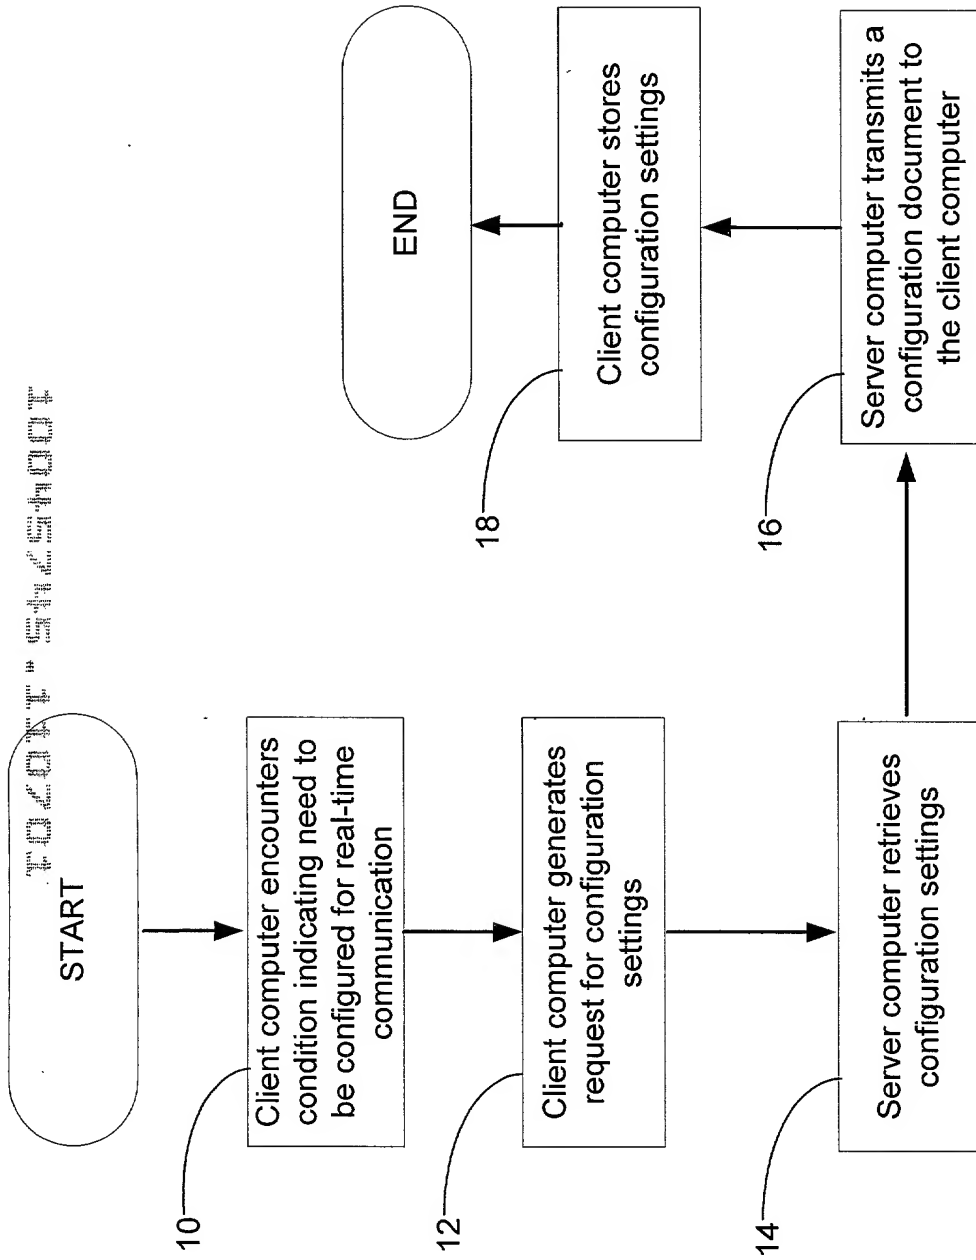 10045745.110701
START
10
Client computer encounters
condition indicating need to
be configured for real-time
communication
12
Client computer generates
request for configuration
settings
14
Server computer retrieves
configuration settings
16
Server computer transmits a
configuration document to
the client computer
18
Client computer stores
configuration settings
END